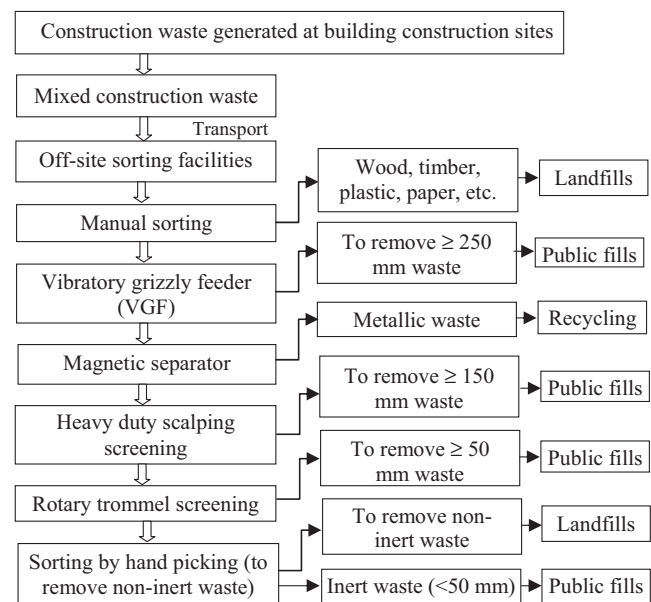 Construction waste generated at building construction sites
Mixed construction waste
Transport
Off-site sorting facilities
Wood, timber,
plastic, paper, etc.
Landfills
Manual sorting
To remove ≥ 250
mm waste
Public fills
Vibratory grizzly feeder
(VGF)
Metallic waste
Recycling
Magnetic separator
To remove ≥ 150
mm waste
Public fills
Heavy duty scalping
screening
To remove ≥ 50
mm waste
Public fills
Rotary trommel screening
To remove non-
inert waste
Landfills
Sorting by hand picking (to
remove non-inert waste)
Inert waste (<50 mm)
Public fills